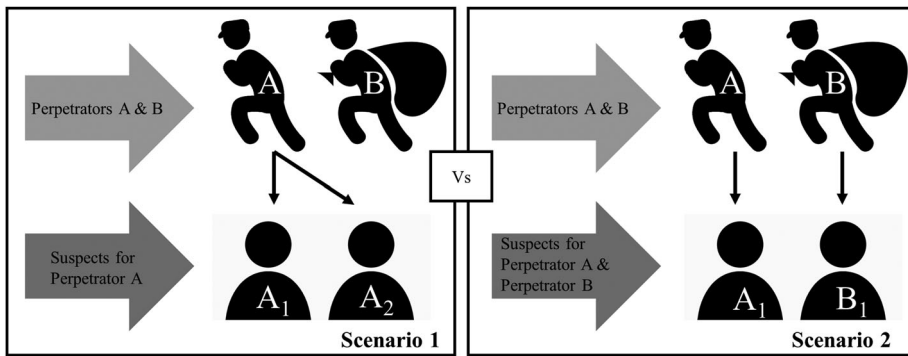 A
B
Perpetrators A & B
Suspects for
Perpetrator A
A1
A2
Scenario 1
Vs
A
B
Perpetrators A & B
Suspects for
Perpetrator A &
Perpetrator B
A1
B1
Scenario 2